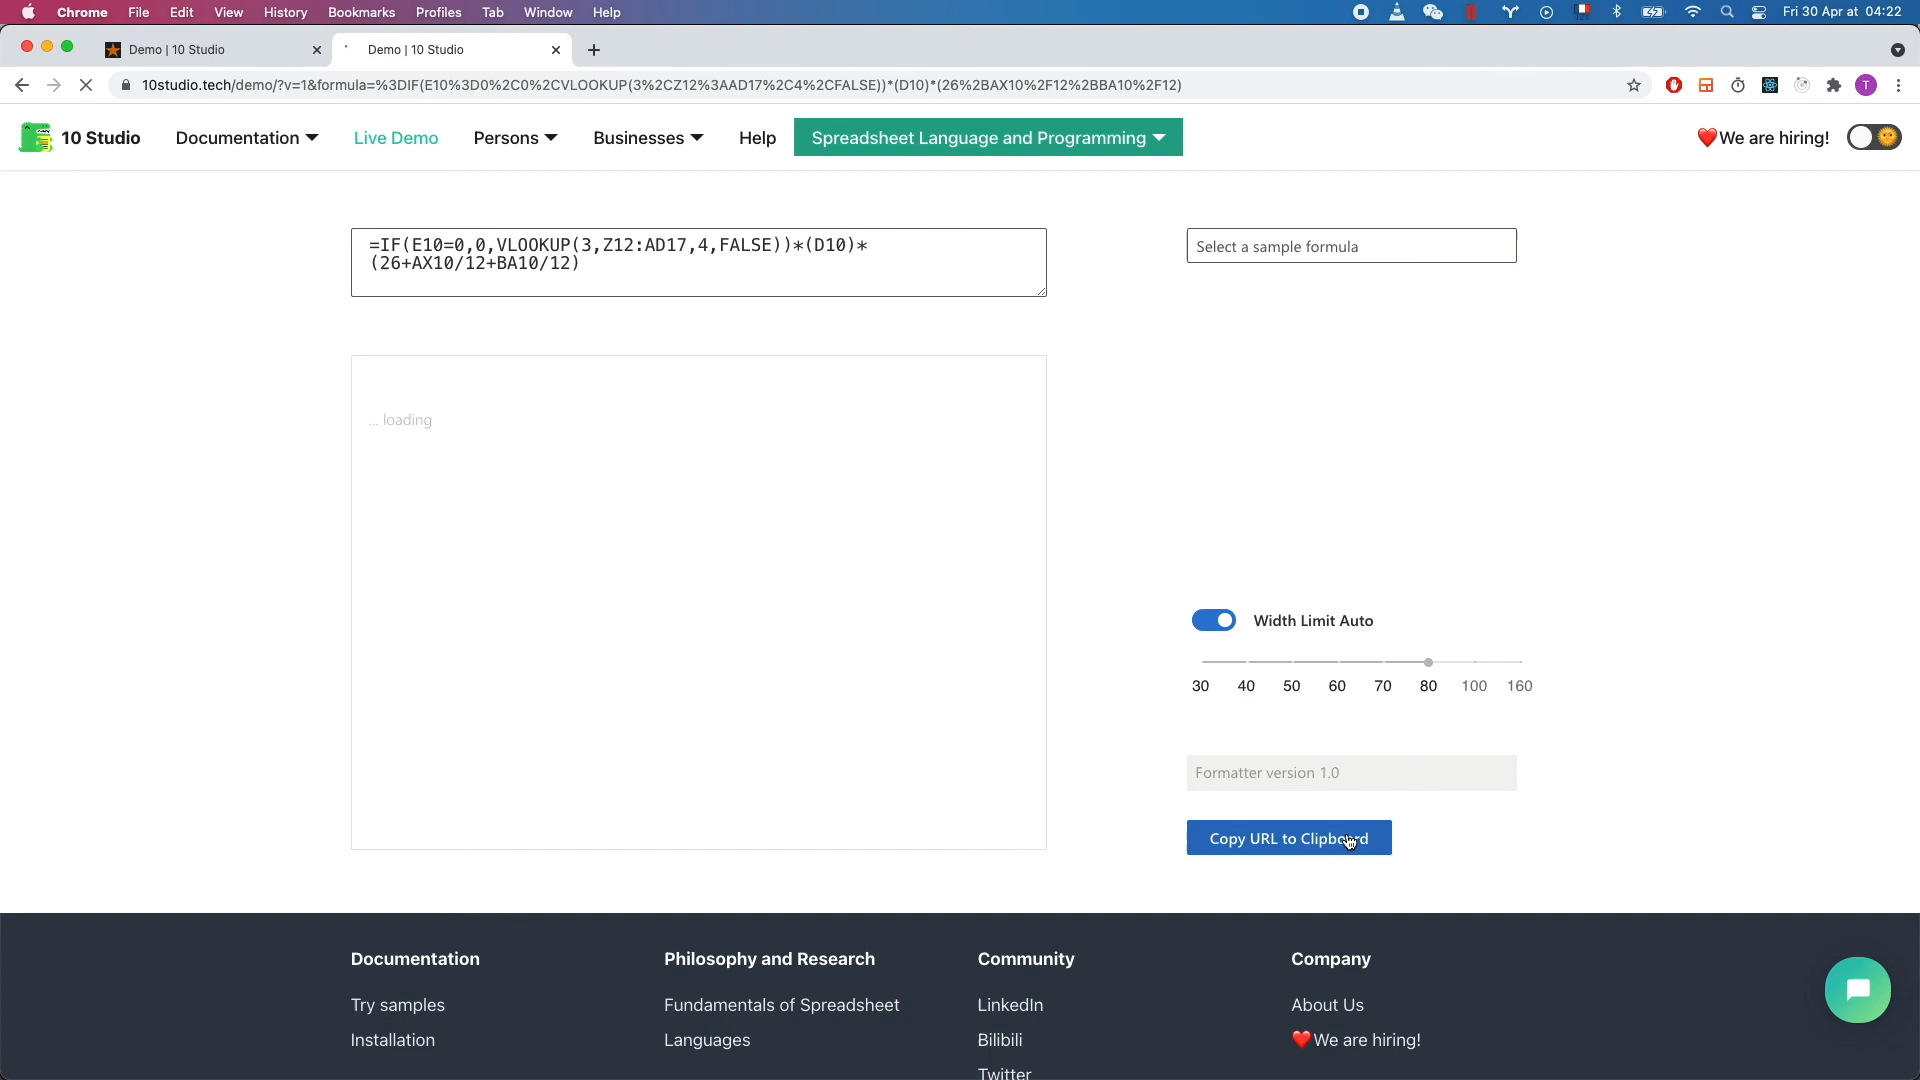 Chrome File Edit View History Bookmarks Profiles Tab Window Help Fri 30 Apr at 04:22
Demo | 10 Studio Demo | 10 Studio
10studio.tech/demo/?v=1&formula=%3DIF(E10%3D0%2C0%2CVLOOKUP(3%2CZ12%3AAD17%2C4%2CFALSE))*(D10)*(26%2BAX10%2F12%2BBA10%2F12) T
10 Studio Documentation Live Demo Persons Businesses Help Spreadsheet Language and Programming ❤️We are hiring!
=IF(E10=0,0,VLOOKUP(3,Z12:AD17,4,FALSE))*(D10)*
(26+AX10/12+BA10/12)
Select a sample formula
... loading
Width Limit Auto
30 40 50 60 70 80 100 160
Formatter version 1.0
Copy URL to Clipboard
Documentation Philosophy and Research Community Company
Try samples Fundamentals of Spreadsheet LinkedIn About Us
Installation Languages Bilibili ❤️We are hiring!
Twitter